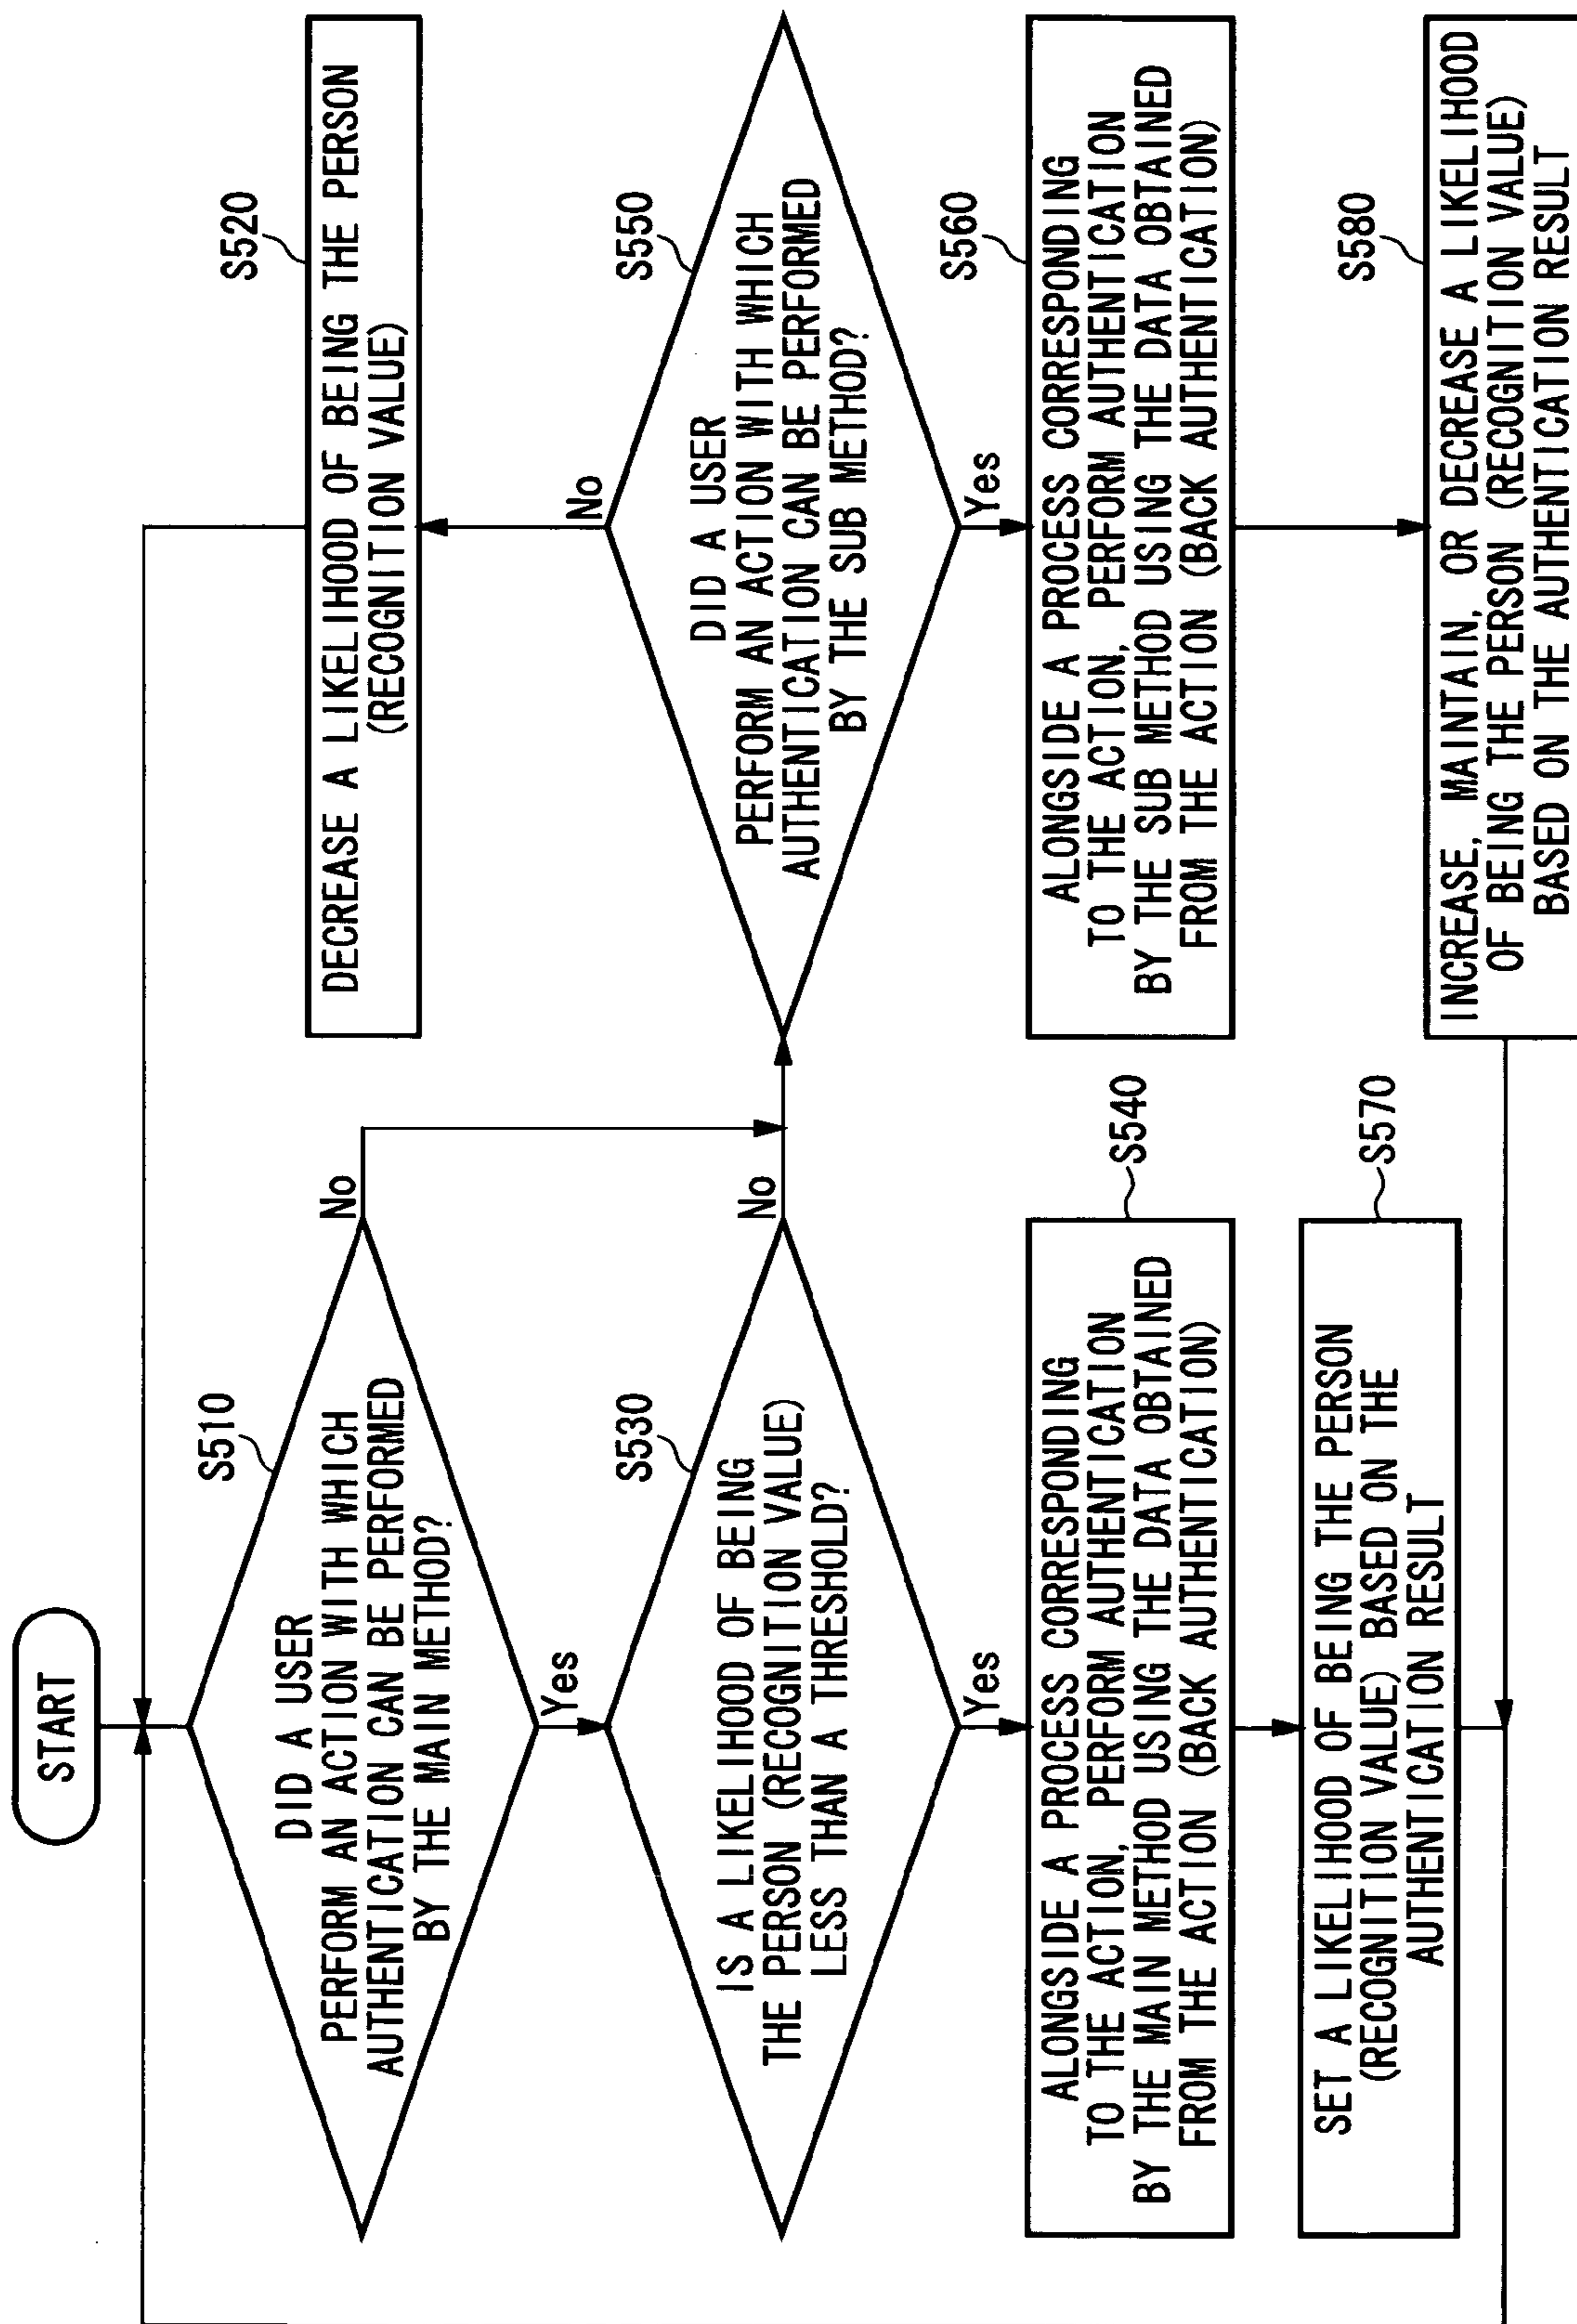 START
S510
DID A USER
PERFORM AN ACTION WITH WHICH
AUTHENTICATION CAN BE PERFORMED
BY THE MAIN METHOD?
No
Yes
S520
DECREASE A LIKELIHOOD OF BEING THE PERSON
(RECOGNITION VALUE)
S530
IS A LIKELIHOOD OF BEING
THE PERSON (RECOGNITION VALUE)
LESS THAN A THRESHOLD?
No
Yes
S550
DID A USER
PERFORM AN ACTION WITH WHICH
AUTHENTICATION CAN BE PERFORMED
BY THE SUB METHOD?
No
Yes
S540
ALONGSIDE A PROCESS CORRESPONDING
TO THE ACTION, PERFORM AUTHENTICATION
BY THE MAIN METHOD USING THE DATA OBTAINED
FROM THE ACTION (BACK AUTHENTICATION)
S560
ALONGSIDE A PROCESS CORRESPONDING
TO THE ACTION, PERFORM AUTHENTICATION
BY THE SUB METHOD USING THE DATA OBTAINED
FROM THE ACTION (BACK AUTHENTICATION)
S570
SET A LIKELIHOOD OF BEING THE PERSON
(RECOGNITION VALUE) BASED ON THE
AUTHENTICATION RESULT
S580
INCREASE, MAINTAIN, OR DECREASE A LIKELIHOOD
OF BEING THE PERSON (RECOGNITION VALUE)
BASED ON THE AUTHENTICATION RESULT